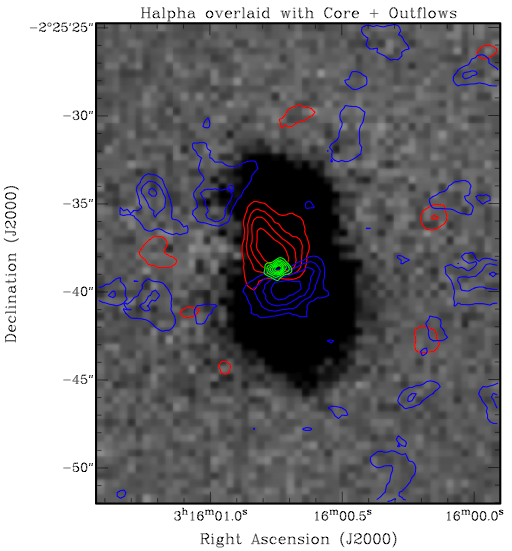 Halpha overlaid with Core + Outflows
−2°25′25″
−30″
−35″
−40″
−45″
−50″
Declination (J2000)
3ʰ16ᵐ01.0ˢ 16ᵐ00.5ˢ 16ᵐ00.0ˢ
Right Ascension (J2000)